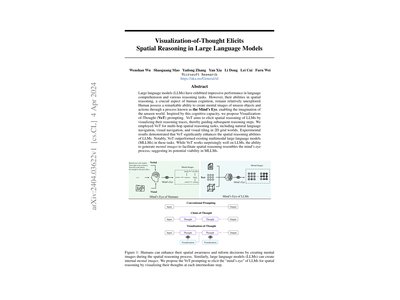 Visualization-of-Thought Elicits
Spatial Reasoning in Large Language Models
Wenshan Wu Shaoguang Mao Yadong Zhang Yan Xia Li Dong Lei Cui Furu Wei
Microsoft Research
Abstract
Large language models (LLMs) have exhibited impressive performance in language
comprehension and various reasoning tasks. However, their abilities in spatial
reasoning, a crucial aspect of human cognition, remain relatively unexplored.
Human possess a remarkable ability to create mental images of unseen objects and
actions through a process known as the Mind's Eye, enabling the imagination of
the unseen world. Inspired by this cognitive capacity, we propose Visualization-
of-Thought (VoT) prompting. VoT aims to elicit spatial reasoning of LLMs by
visualizing their reasoning traces, thereby guiding subsequent reasoning steps. We
employed VoT for multi-hop spatial reasoning tasks, including natural language
navigation, visual navigation, and visual tiling in 2D grid worlds. Experimental
results demonstrated that VoT significantly enhances the spatial reasoning abilities
of LLMs. Notably, VoT outperformed existing multimodal large language models
(MLLMs) in these tasks. While VoT works surprisingly well on LLMs, the ability
to generate mental images to facilitate spatial reasoning resembles the mind's eye
process, suggesting its potential viability in MLLMs.
arXiv:2404.03622v1 [cs.CL] 4 Apr 2024
Verbal
Mental Images
Visual
Mind's Eye of Humans
Mental Images
Mind's Eye of LLMs
Conventional Prompting
Input
Output
Chain of Thought
Input
Thought
Thought
Thought
Output
Visualization of Thought
Input
Thought
Thought
Thought
Output
Visualization
Visualization
Figure 1: Humans can enhance their spatial awareness and inform decisions by creating mental
images during the spatial reasoning process. Similarly, large language models (LLMs) can create
internal mental images. We propose the VoT prompting to elicit the "mind's eye" of LLMs for spatial
reasoning by visualizing their thoughts at each intermediate step.